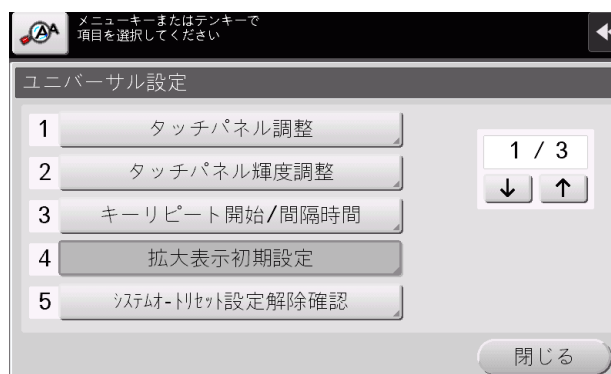 メニューキーまたはテンキーで
項目を選択してください
ユニバーサル設定
1 タッチパネル調整
2 タッチパネル輝度調整
3 キーリピート開始/間隔時間
4 拡大表示初期設定
5 ｼｽﾃﾑｵｰﾄﾘｾｯﾄ設定解除確認
1 / 3
↓ ↑
閉じる